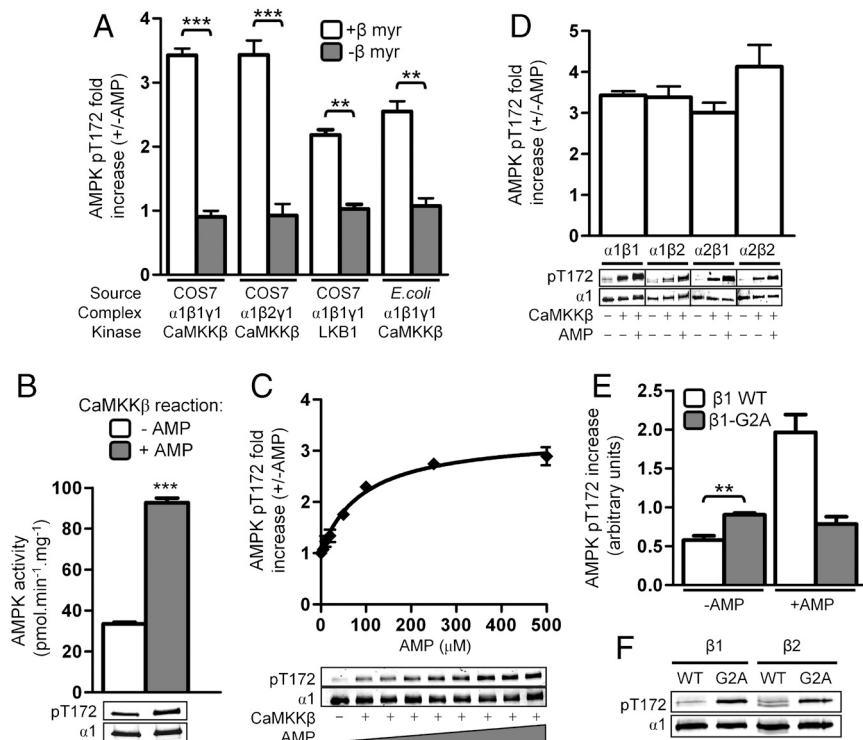 A
4
3
2
1
0
AMPK pT172 fold
increase (+/-AMP)
***
***
**
**
+β myr
-β myr
Source COS7 COS7 COS7 E.coli
Complex α1β1γ1 α1β2γ1 α1β1γ1 α1β1γ1
Kinase CaMKKβ CaMKKβ LKB1 CaMKKβ
D
5
4
3
2
1
0
AMPK pT172 fold
increase (+/-AMP)
α1β1 α1β2 α2β1 α2β2
pT172
α1
CaMKKβ - + + - + + - + + - + +
AMP - - + - - + - - + - - +
B
CaMKKβ reaction:
- AMP
+ AMP
***
100
80
60
40
20
0
AMPK activity
(pmol.min-1.mg-1)
pT172
α1
C
4
3
2
1
0
AMPK pT172 fold
increase (+/-AMP)
0 100 200 300 400 500
AMP (μM)
pT172
α1
CaMKKβ - + + + + + + + +
AMP
E
2.5
2.0
1.5
1.0
0.5
0.0
AMPK pT172 increase
(arbitrary units)
β1 WT
β1-G2A
**
-AMP +AMP
F
β1 β2
WT G2A WT G2A
pT172
α1